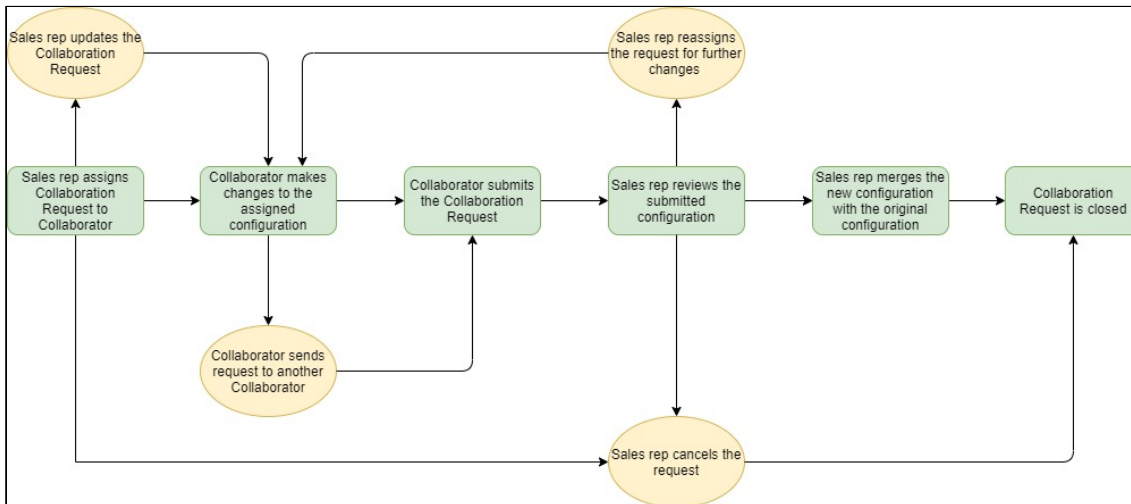 Sales rep updates the
Collaboration
Request
Sales rep reassigns
the request for further
changes
Sales rep assigns
Collaboration
Request to
Collaborator
Collaborator makes
changes to the
assigned
configuration
Collaborator submits
the Collaboration
Request
Sales rep reviews the
submitted
configuration
Sales rep merges the
new configuration
with the original
configuration
Collaboration
Request is closed
Collaborator sends
request to another
Collaborator
Sales rep cancels the
request